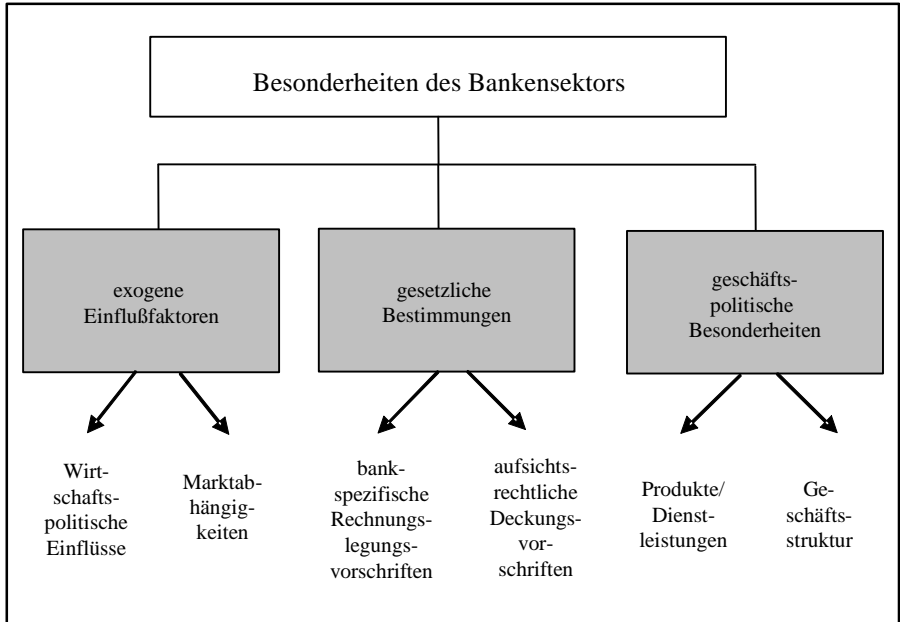 Besonderheiten des Bankensektors
exogene
Einflußfaktoren
gesetzliche
Bestimmungen
geschäfts-
politische
Besonderheiten
Wirt-
schafts-
politische
Einflüsse
Marktab-
hängig-
keiten
bank-
spezifische
Rechnungs-
legungs-
vorschriften
aufsichts-
rechtliche
Deckungs-
vor-
schriften
Produkte/
Dienst-
leistungen
Ge-
schäfts-
struktur